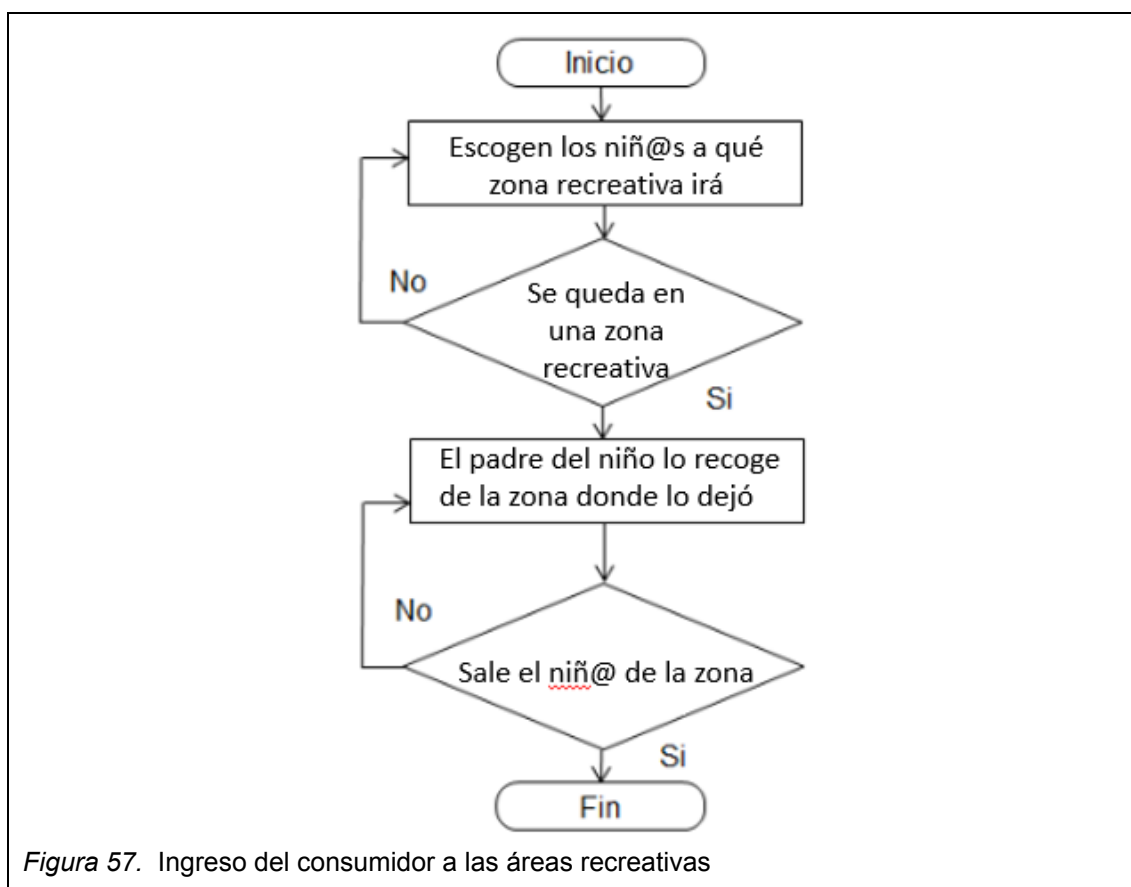 Inicio
Escogen los niñ@s a qué
zona recreativa irá
No
Se queda en
una zona
recreativa
Si
El padre del niño lo recoge
de la zona donde lo dejó
No
Sale el niñ@ de la zona
Si
Fin
Figura 57. Ingreso del consumidor a las áreas recreativas